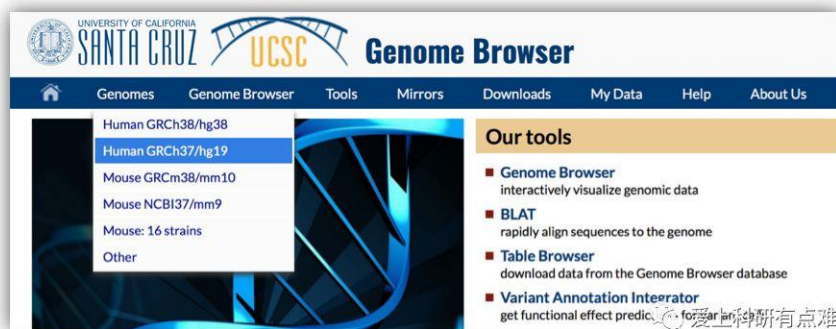 UNIVERSITY OF CALIFORNIA
SANTA CRUZ
UCSC
Genome Browser
Genomes Genome Browser Tools Mirrors Downloads My Data Help About Us
Human GRCh38/hg38
Human GRCh37/hg19
Mouse GRCm38/mm10
Mouse NCBI37/mm9
Mouse: 16 strains
Other
Our tools
Genome Browser
interactively visualize genomic data
BLAT
rapidly align sequences to the genome
Table Browser
download data from the Genome Browser database
Variant Annotation Integrator
get functional effect
爱上科研有点难